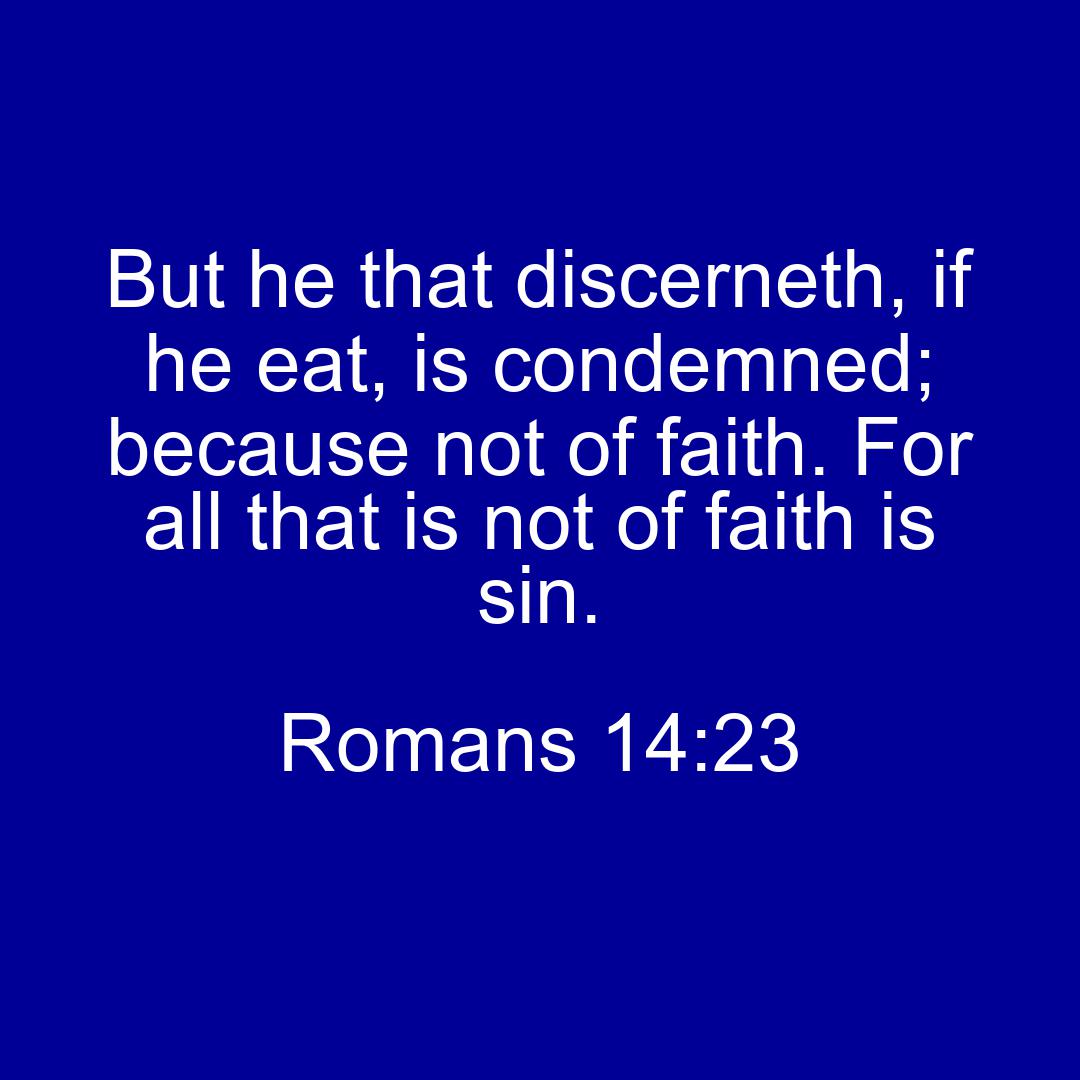 But he that discerneth, if
he eat, is condemned;
because not of faith. For
all that is not of faith is
sin.
Romans 14:23